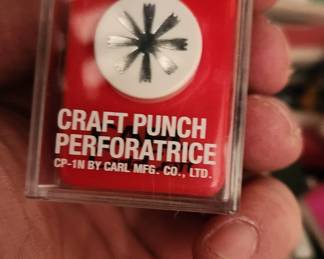 CRAFT PUNCH
PERFORATRICE
CP-1N BY CARL MFG. CO., LTD.